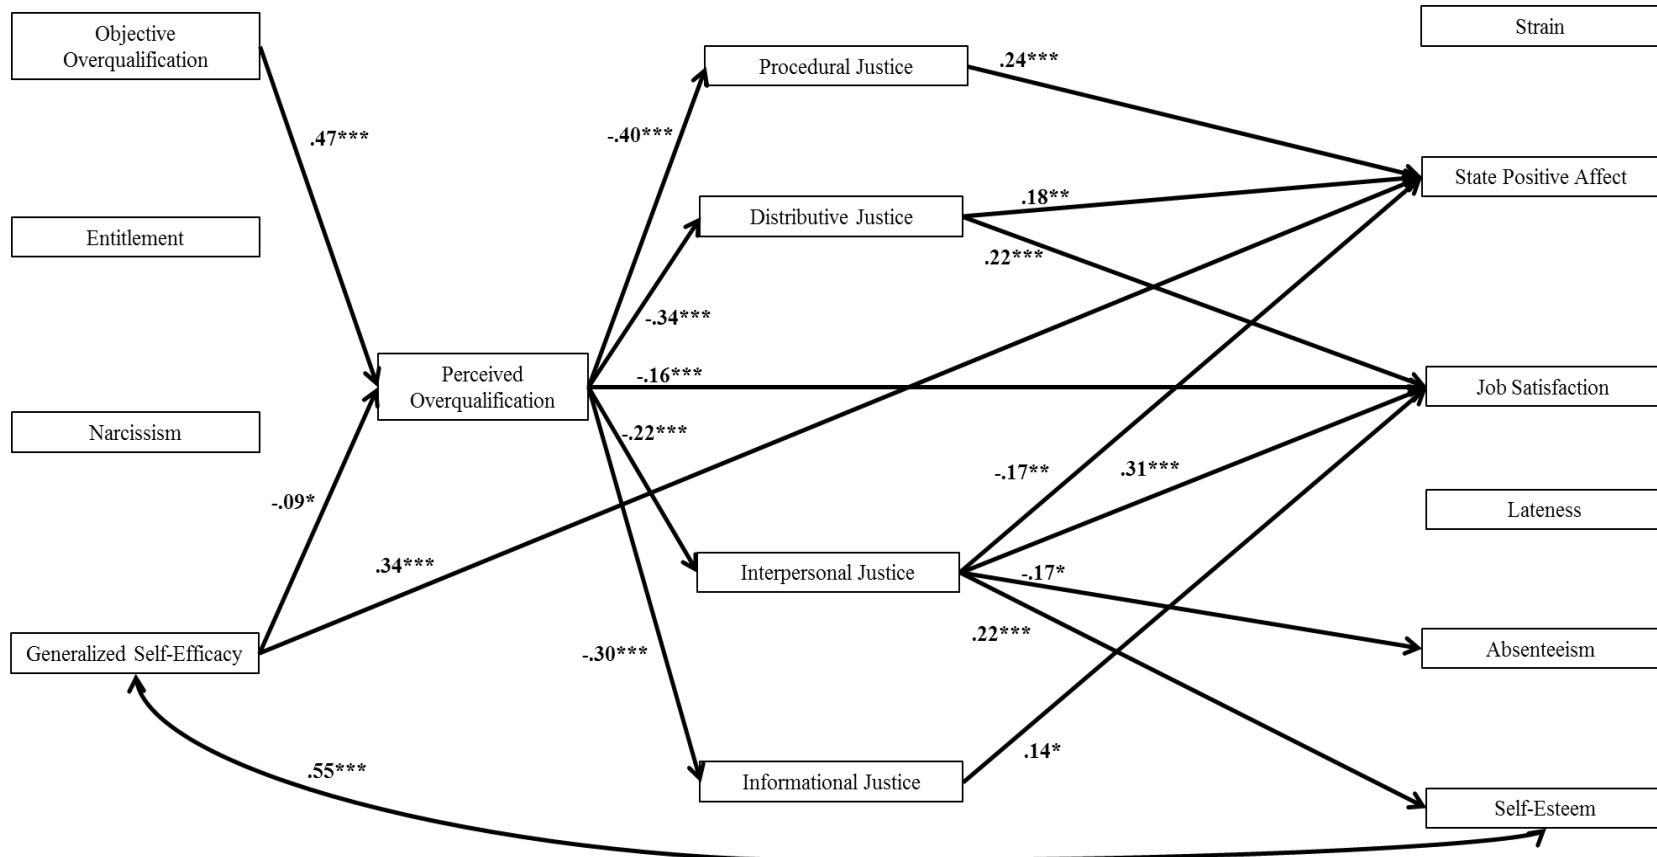 Objective
Overqualification
Entitlement
Narcissism
Generalized Self-Efficacy
.47***
-.09*
.34***
.55***
Perceived
Overqualification
-.40***
-.34***
-.16***
-.22***
-.30***
Procedural Justice
Distributive Justice
Interpersonal Justice
Informational Justice
.24***
.18**
.22***
-.17**
.31***
-.17*
.22***
.14*
Strain
State Positive Affect
Job Satisfaction
Lateness
Absenteeism
Self-Esteem